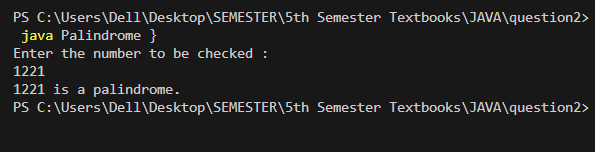 PS C:\Users\Dell\Desktop\SEMESTER\5th Semester Textbooks\JAVA\question2>
java Palindrome }
Enter the number to be checked :
1221
1221 is a palindrome.
PS C:\Users\Dell\Desktop\SEMESTER\5th Semester Textbooks\JAVA\question2>